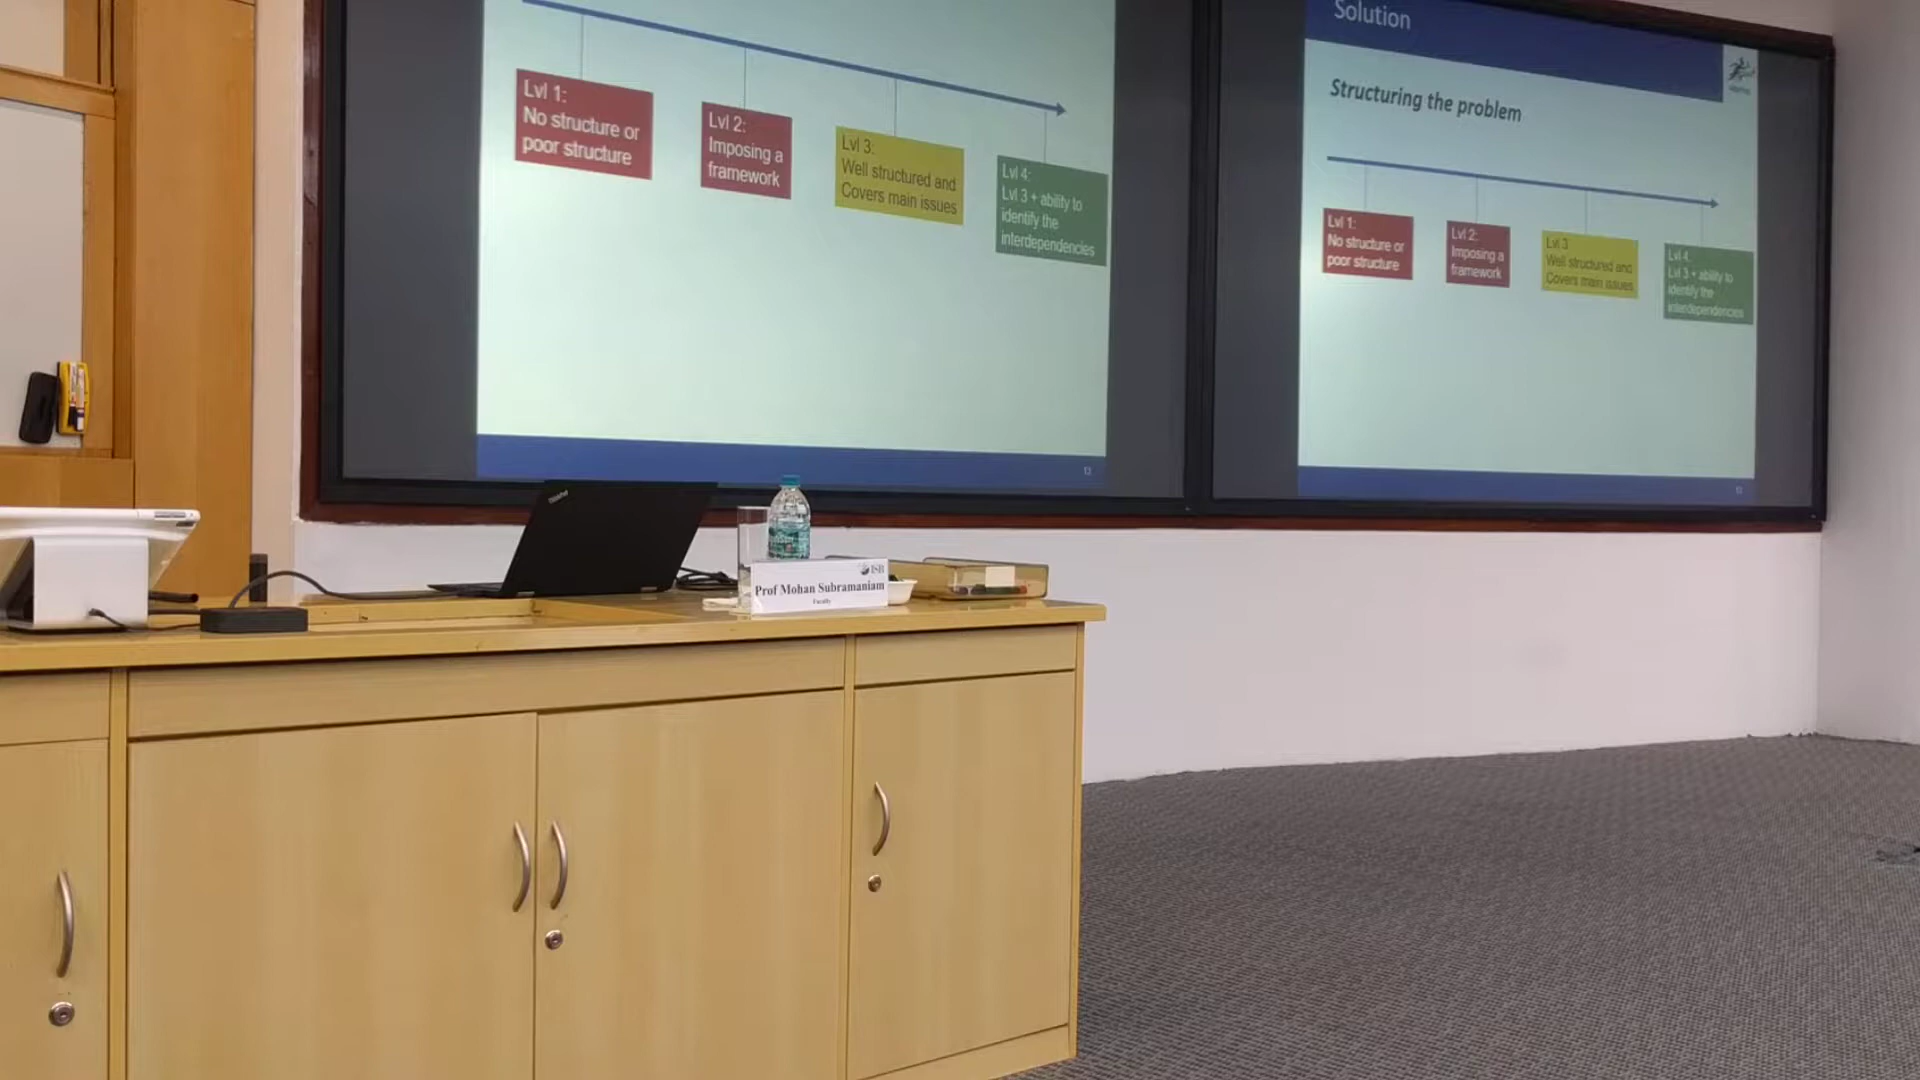 Lvl 1:
No structure or
poor structure
Lvl 2:
Imposing a
framework
Lvl 3:
Well structured and
Covers main issues
Lvl 4:
Lvl 3 + ability to
identify the
interdependencies
Solution
Structuring the problem
Lvl 1:
No structure or
poor structure
Lvl 2:
Imposing a
framework
Lvl 3
Well structured and
Covers main issues
Lvl 4:
Lvl 3 + ability to
identify the
interdependencies
ThinkPad
ISB
Prof Mohan Subramaniam
Faculty